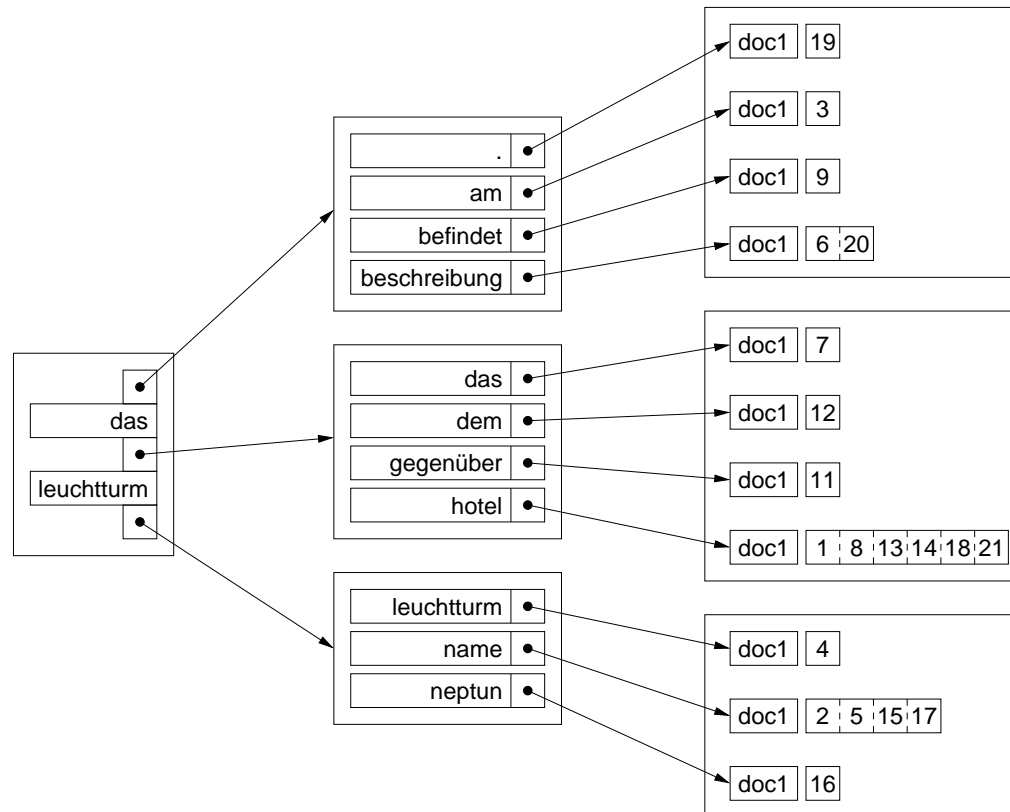 das
leuchtturm
.
am
befindet
beschreibung
das
dem
gegenüber
hotel
leuchtturm
name
neptun
doc1 19
doc1 3
doc1 9
doc1 6 20
doc1 7
doc1 12
doc1 11
doc1 1 8 13 14 18 21
doc1 4
doc1 2 5 15 17
doc1 16